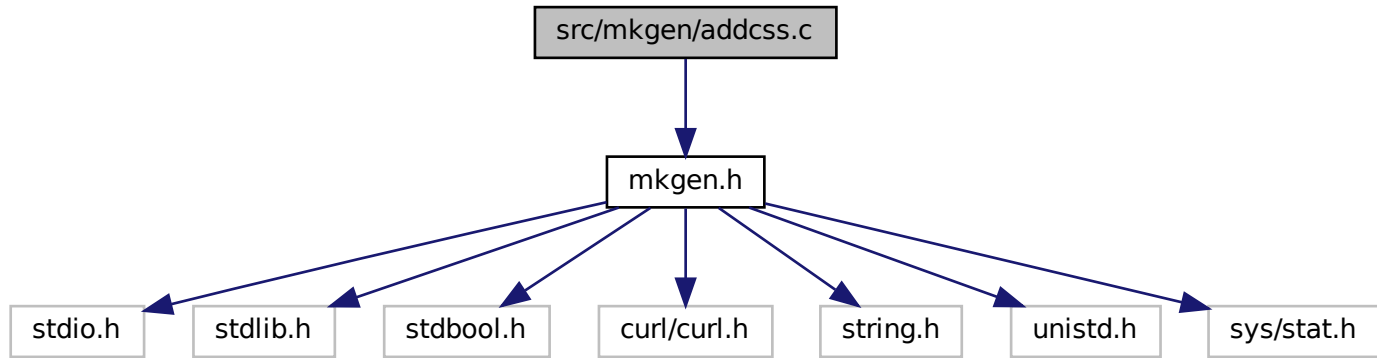 src/mkgen/addcss.c
mkgen.h
stdio.h
stdlib.h
stdbool.h
curl/curl.h
string.h
unistd.h
sys/stat.h